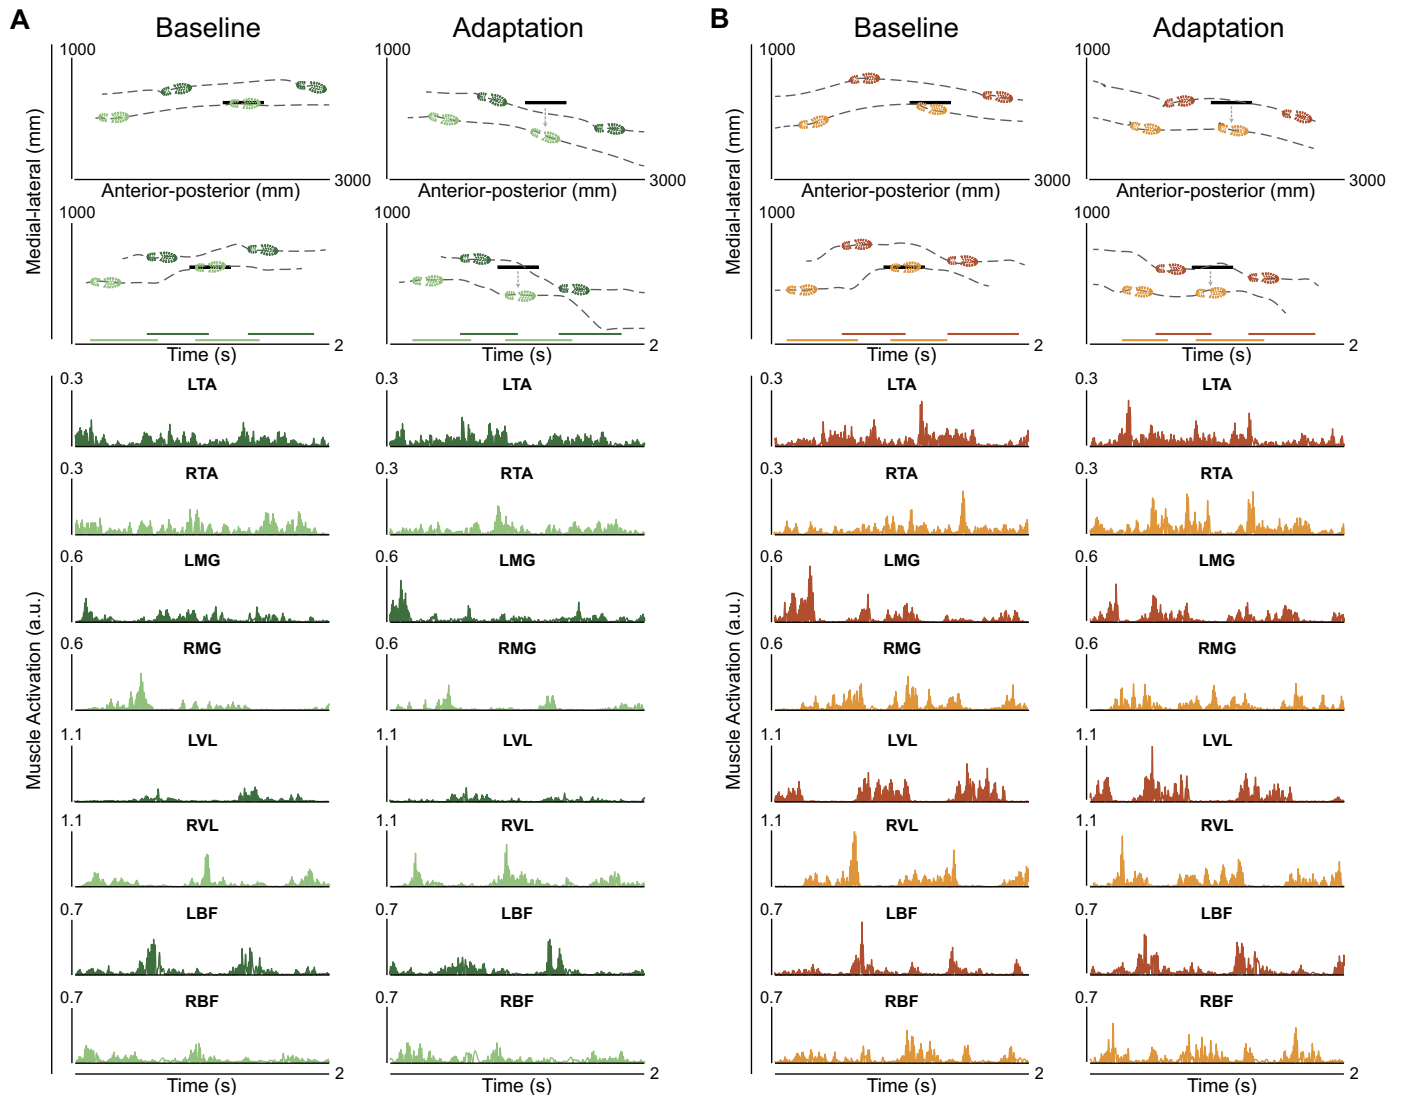 A
Baseline
Adaptation
Medial-lateral (mm)
1000
Anterior-posterior (mm)
3000
1000
Anterior-posterior (mm)
3000
1000
Time (s)
2
1000
Time (s)
2
Muscle Activation (a.u.)
0.3
LTA
0.3
LTA
0.3
RTA
0.3
RTA
0.6
LMG
0.6
LMG
0.6
RMG
0.6
RMG
1.1
LVL
1.1
LVL
1.1
RVL
1.1
RVL
0.7
LBF
0.7
LBF
0.7
RBF
0.7
RBF
Time (s)
2
Time (s)
2
B
Baseline
Adaptation
Medial-lateral (mm)
1000
Anterior-posterior (mm)
3000
1000
Anterior-posterior (mm)
3000
1000
Time (s)
2
1000
Time (s)
2
Muscle Activation (a.u.)
0.3
LTA
0.3
LTA
0.3
RTA
0.3
RTA
0.6
LMG
0.6
LMG
0.6
RMG
0.6
RMG
1.1
LVL
1.1
LVL
1.1
RVL
1.1
RVL
0.7
LBF
0.7
LBF
0.7
RBF
0.7
RBF
Time (s)
2
Time (s)
2